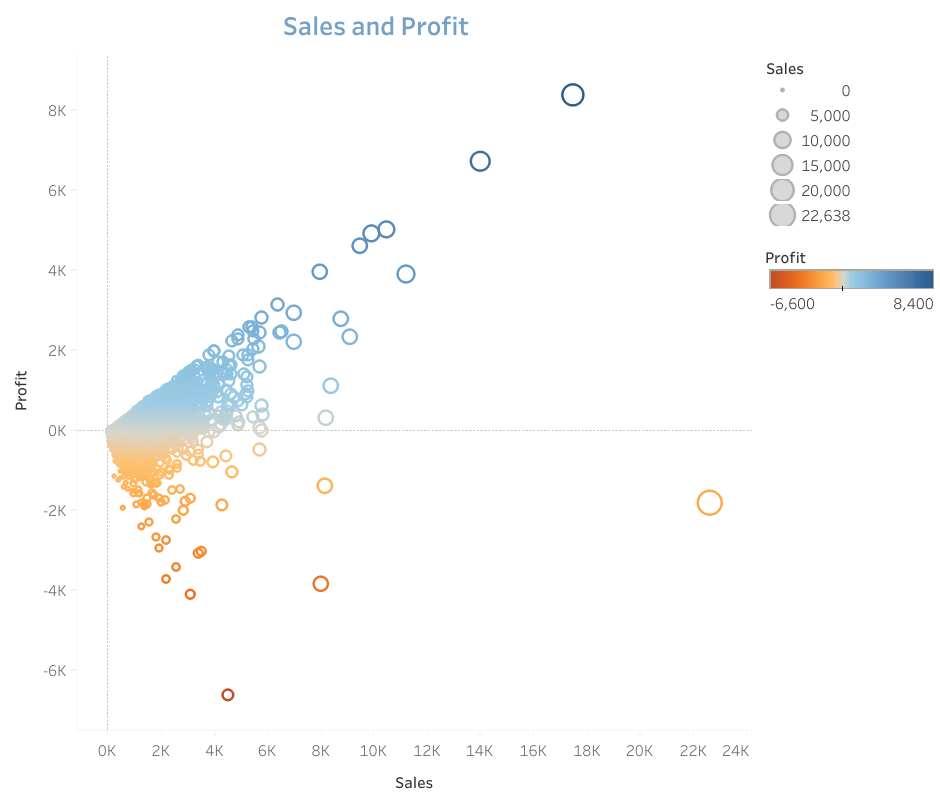 Sales and Profit
Sales
0
5,000
10,000
15,000
20,000
22,638
Profit
-6,600 8,400
Profit
8K
6K
4K
2K
0K
-2K
-4K
-6K
0K 2K 4K 6K 8K 10K 12K 14K 16K 18K 20K 22K 24K
Sales